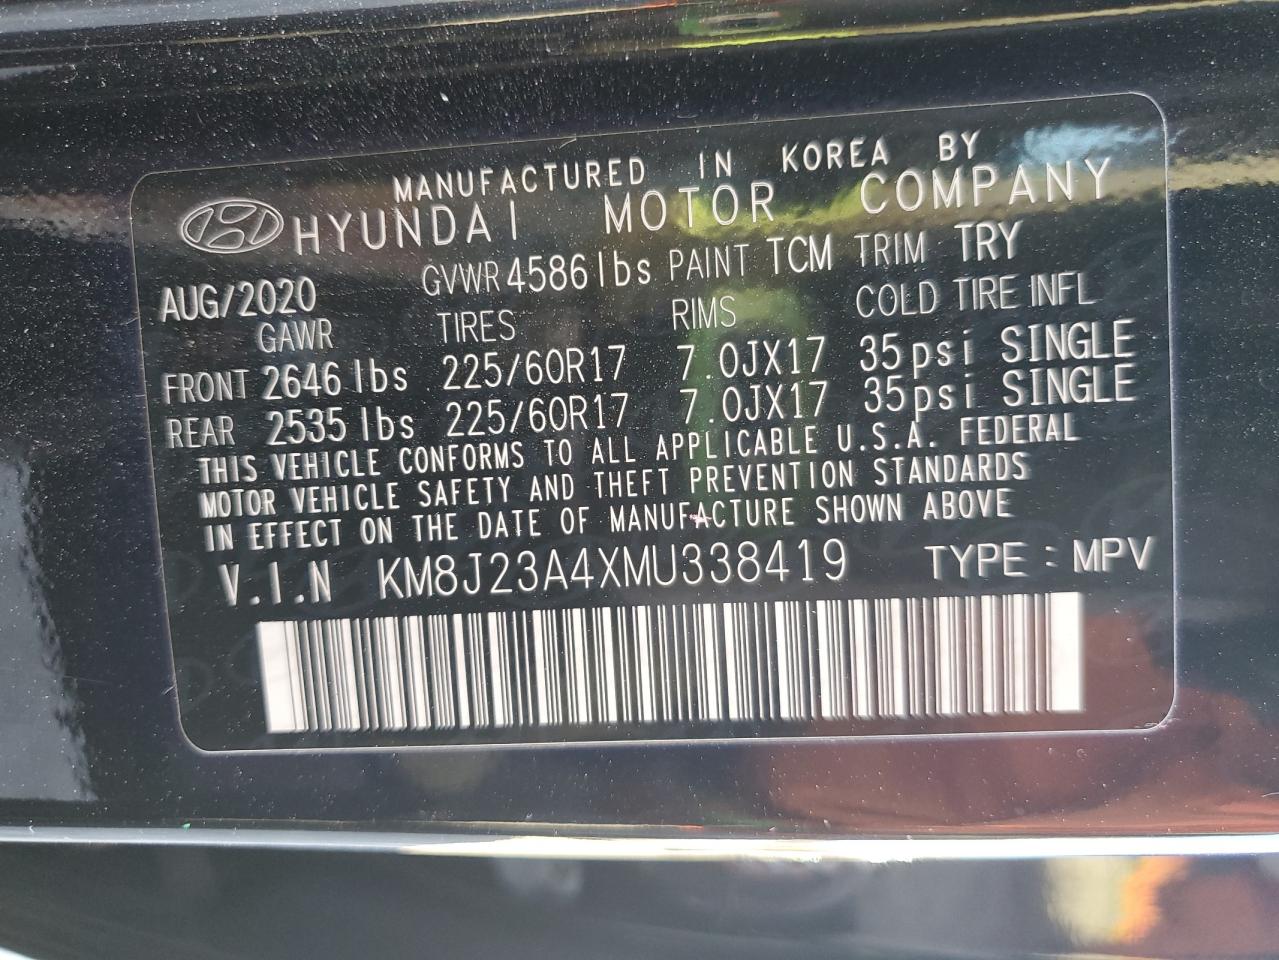 MANUFACTURED IN KOREA BY
HYUNDAI MOTOR COMPANY
AUG/2020 GVWR 4586 lbs PAINT TCM TRIM TRY
GAWR TIRES RIMS COLD TIRE INFL
FRONT 2646 lbs 225/60R17 7.0JX17 35psi SINGLE
REAR 2535 lbs 225/60R17 7.0JX17 35psi SINGLE
THIS VEHICLE CONFORMS TO ALL APPLICABLE U.S.A. FEDERAL
MOTOR VEHICLE SAFETY AND THEFT PREVENTION STANDARDS
IN EFFECT ON THE DATE OF MANUFACTURE SHOWN ABOVE
V.I.N KM8J23A4XMU338419 TYPE : MPV